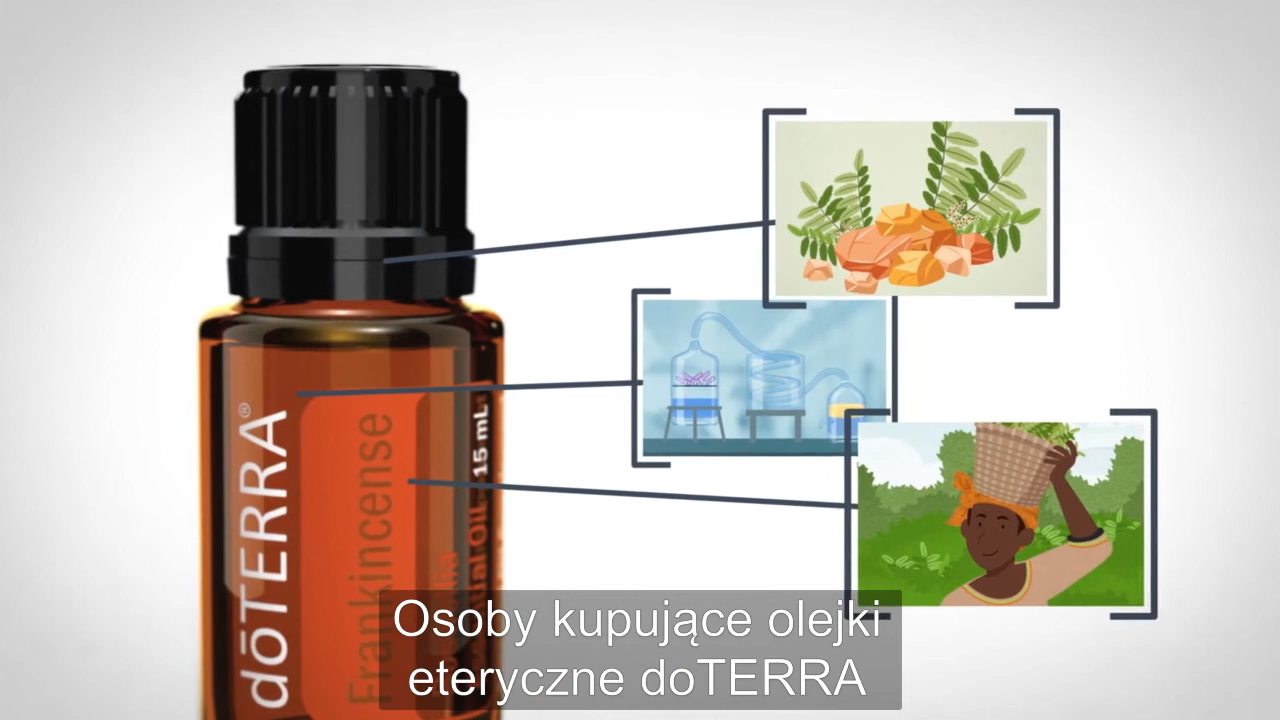 dōTERRA®
Frankincense
15 mL
Osoby kupujące olejki
eteryczne doTERRA